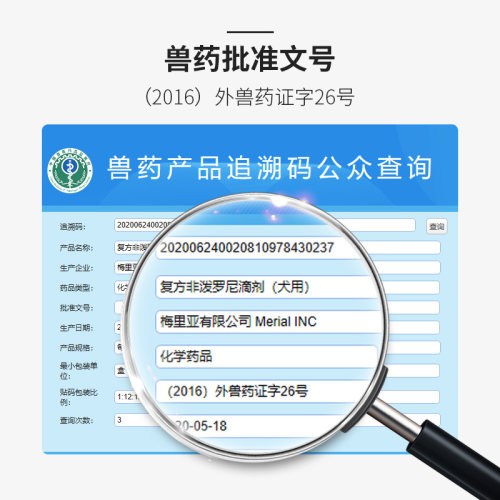 兽药批准文号
（2016）外兽药证字26号
兽药产品追溯码公众查询
追溯码：
2020062400208
查询
202006240020810978430237
产品名称：
复方非泼
复方非泼罗尼滴剂（犬用）
生产企业：
梅里亚
梅里亚有限公司 Merial INC
药品类型：
化学药品
批准文号：
（2016）外兽药证字26号
生产日期：
2
20-05-18
产品规格：
最小包装单
位：
盒
贴码包装比
例：
1:12:1
查询次数：
3